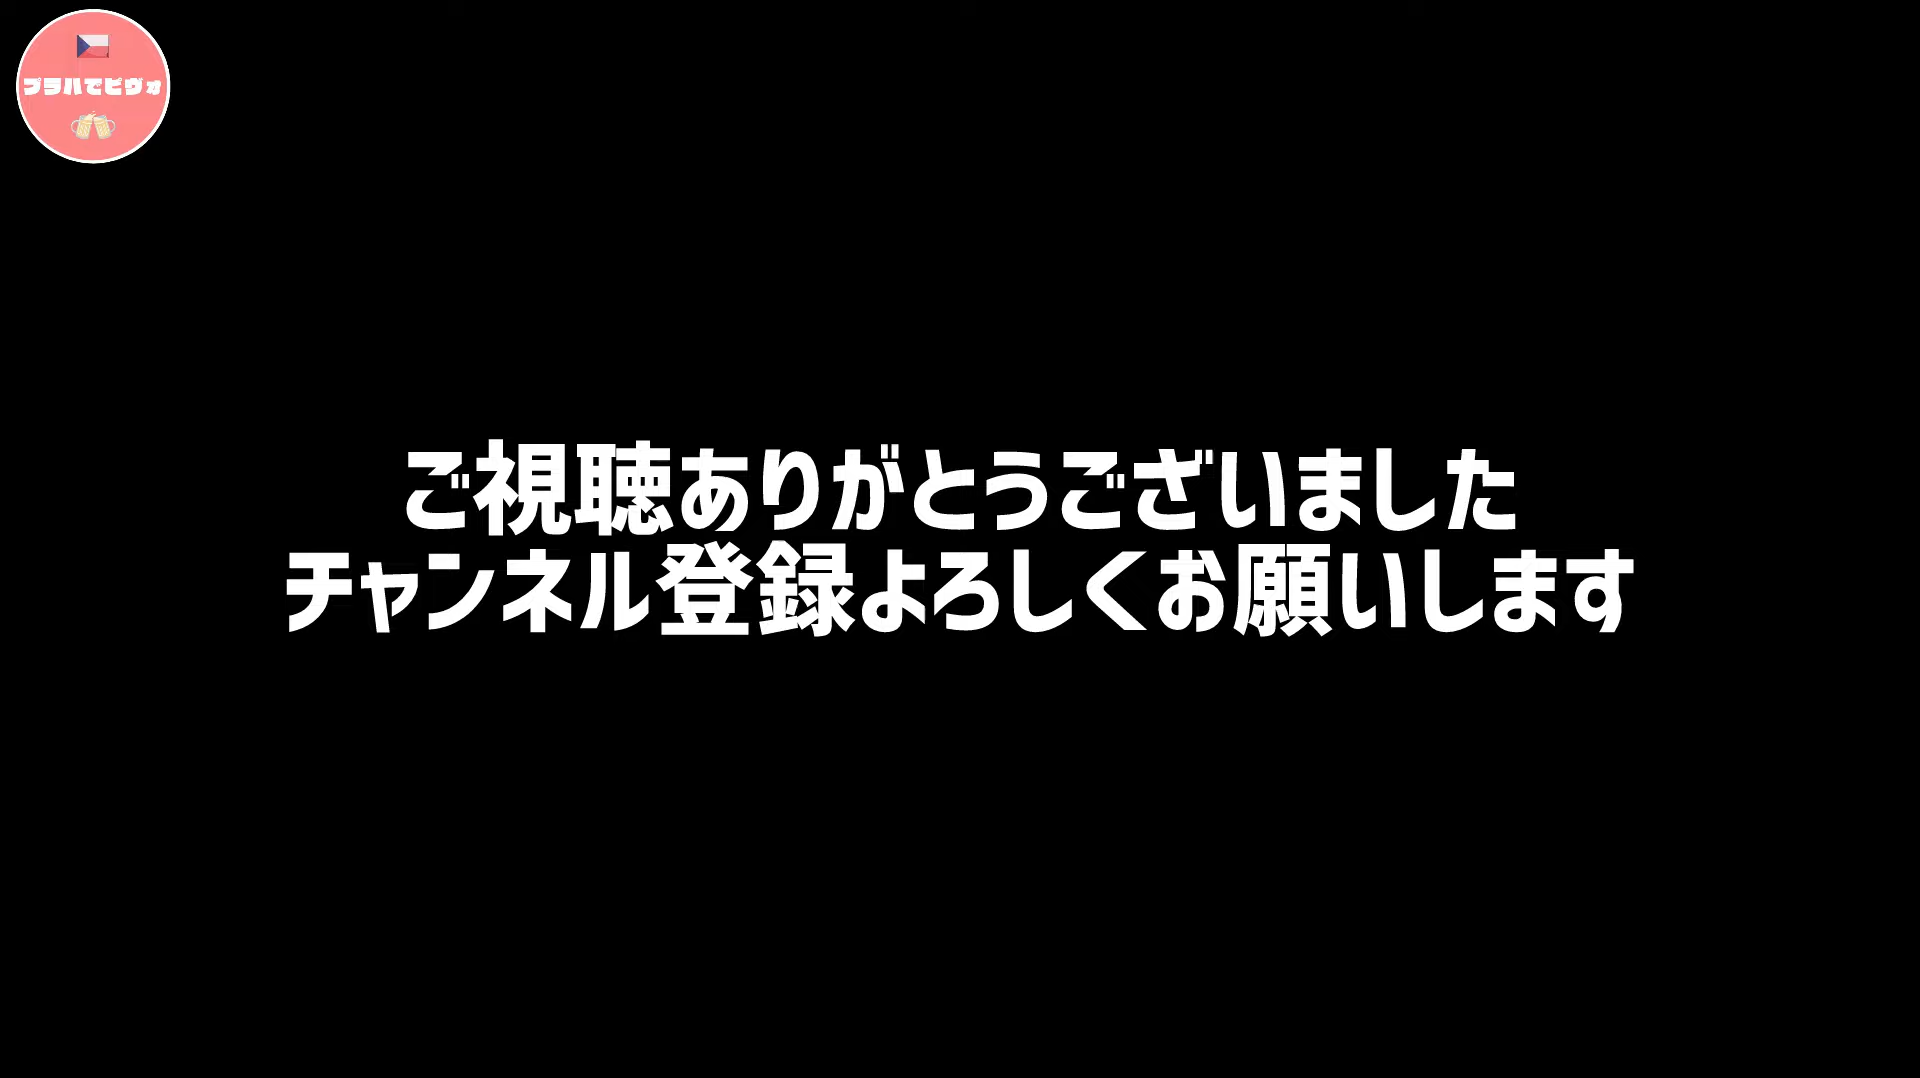 プラハでピヴォ
ご視聴ありがとうございました
チャンネル登録よろしくお願いします